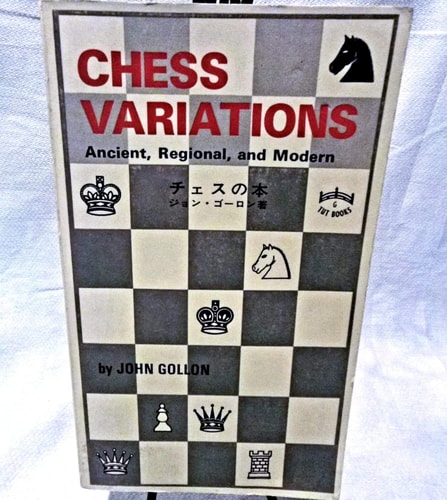 CHESS
VARIATIONS
Ancient, Regional, and Modern
チェスの本
ジョン・ゴーロン著
TUT BOOKS
by JOHN GOLLON